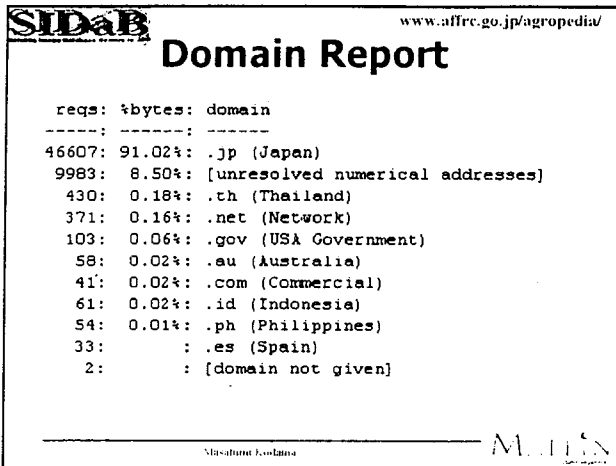 SIDaB
www.affrc.go.jp/agropedia/
Domain Report
reqs: %bytes: domain
-----: ------: ------
46607: 91.02%: .jp (Japan)
9983: 8.50%: [unresolved numerical addresses]
430: 0.18%: .th (Thailand)
371: 0.16%: .net (Network)
103: 0.06%: .gov (USA Government)
58: 0.02%: .au (Australia)
41: 0.02%: .com (Commercial)
61: 0.02%: .id (Indonesia)
54: 0.01%: .ph (Philippines)
33: : .es (Spain)
2: : [domain not given]
Masafumi Kodama